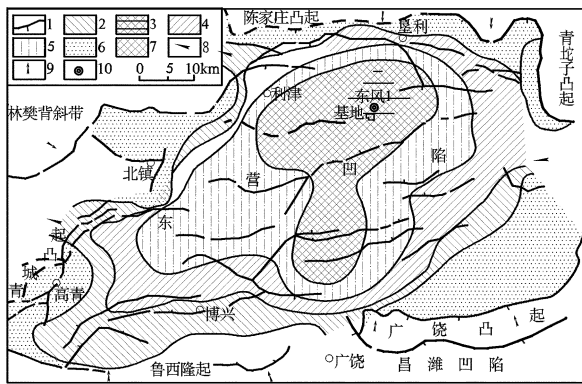 1 2 3 4
5 6 7 8
9 10 0 5 10km
陈家庄凸起
垦利
青坨子凸起
利津
东风1
基地
林樊背斜带
北镇
东营凹陷
青城凸起
高青
博兴
广饶凸起
广饶
昌潍凹陷
鲁西隆起